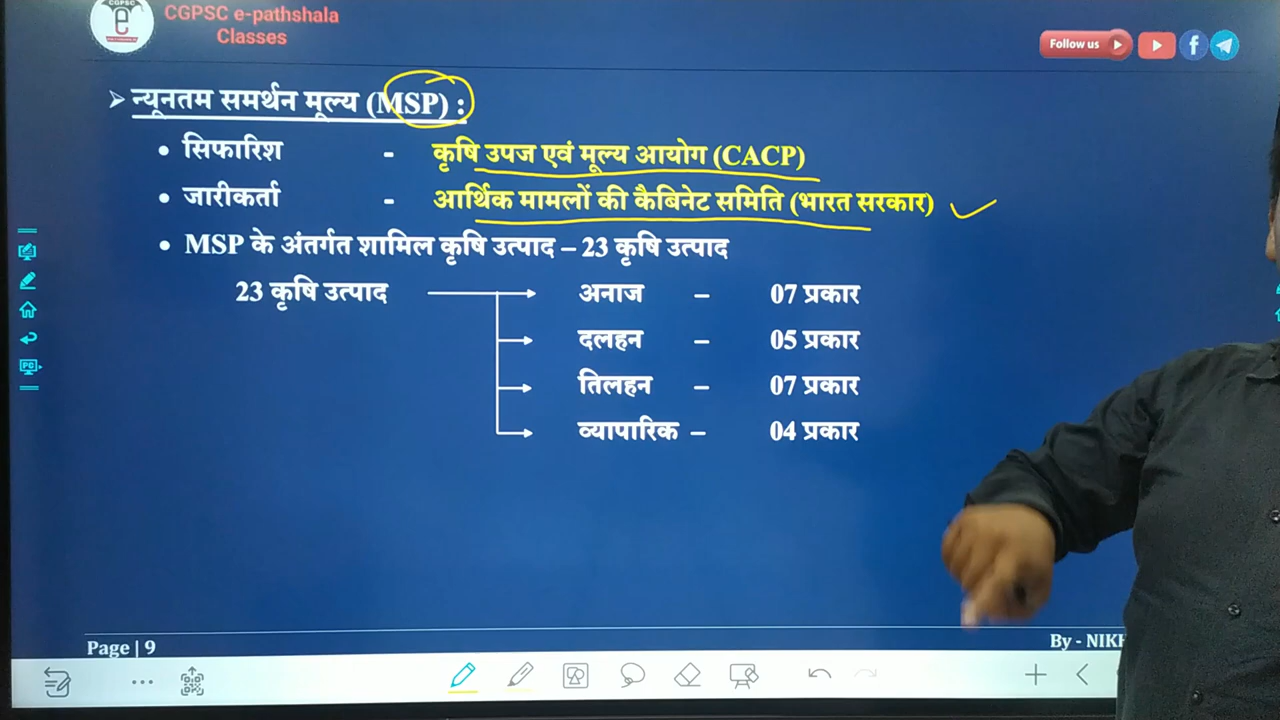 CGPSC
e
CGPSC e-pathshala
Classes
Follow us
➢ न्यूनतम समर्थन मूल्य (MSP) :
• सिफारिश - कृषि उपज एवं मूल्य आयोग (CACP)
• जारीकर्ता - आर्थिक मामलों की कैबिनेट समिति (भारत सरकार)
• MSP के अंतर्गत शामिल कृषि उत्पाद – 23 कृषि उत्पाद
23 कृषि उत्पाद अनाज – 07 प्रकार
दलहन – 05 प्रकार
तिलहन – 07 प्रकार
व्यापारिक – 04 प्रकार
Page | 9
By -